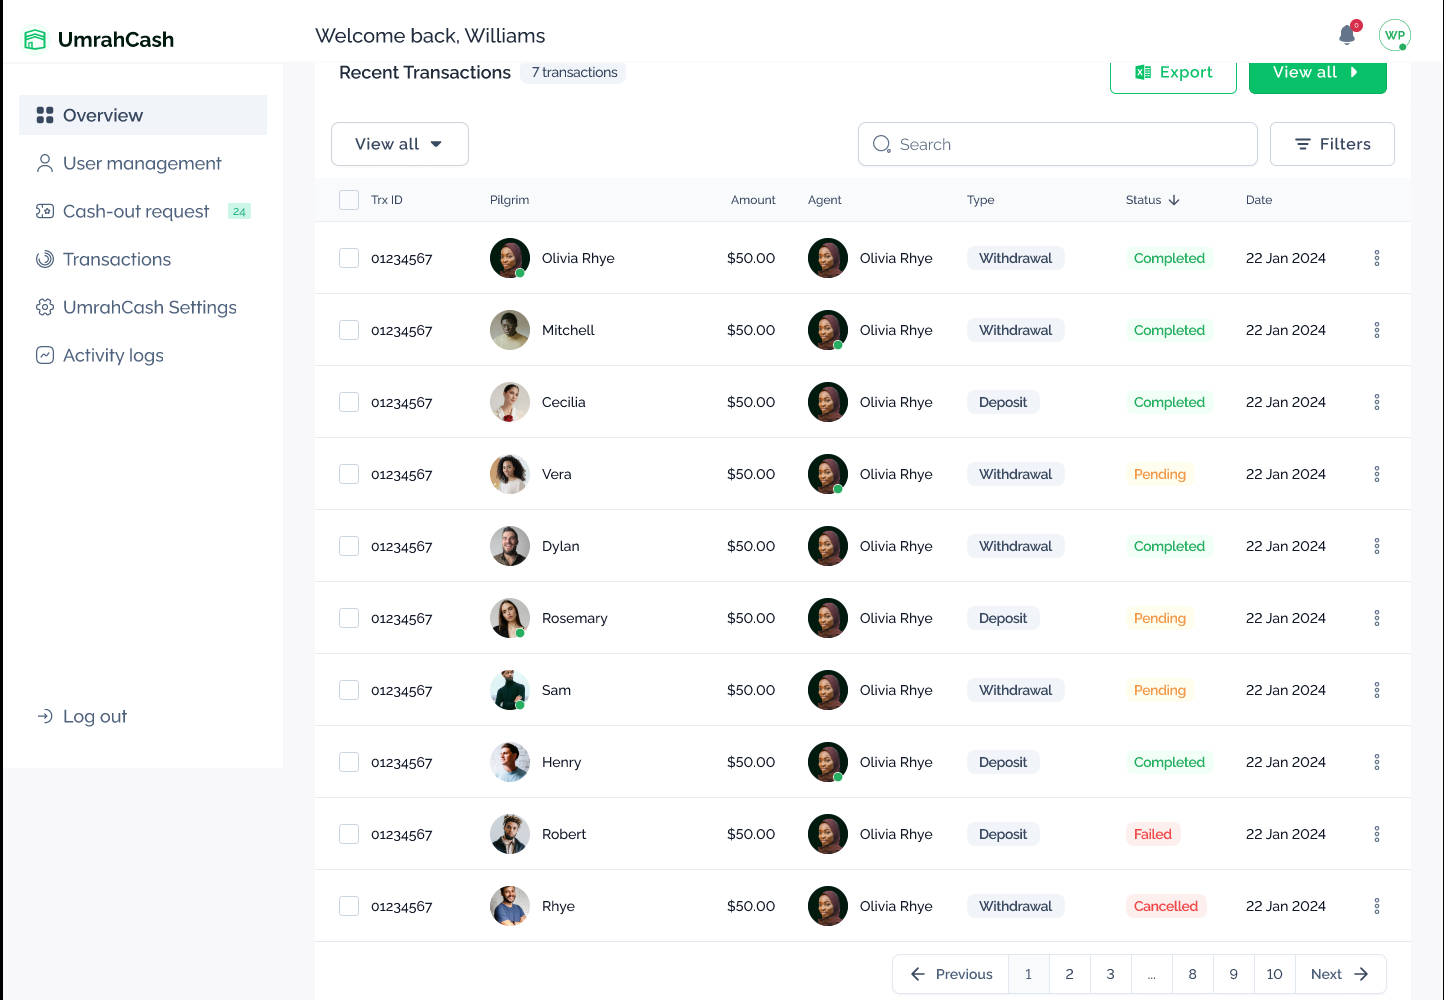 UmrahCash
Welcome back, Williams
0
WP
Overview
User management
Cash-out request 24
Transactions
UmrahCash Settings
Activity logs
Log out
Recent Transactions 7 transactions
Export
View all
View all
Search
Filters
Trx ID Pilgrim Amount Agent Type Status Date
01234567 Olivia Rhye $50.00 Olivia Rhye Withdrawal Completed 22 Jan 2024
01234567 Mitchell $50.00 Olivia Rhye Withdrawal Completed 22 Jan 2024
01234567 Cecilia $50.00 Olivia Rhye Deposit Completed 22 Jan 2024
01234567 Vera $50.00 Olivia Rhye Withdrawal Pending 22 Jan 2024
01234567 Dylan $50.00 Olivia Rhye Withdrawal Completed 22 Jan 2024
01234567 Rosemary $50.00 Olivia Rhye Deposit Pending 22 Jan 2024
01234567 Sam $50.00 Olivia Rhye Withdrawal Pending 22 Jan 2024
01234567 Henry $50.00 Olivia Rhye Deposit Completed 22 Jan 2024
01234567 Robert $50.00 Olivia Rhye Deposit Failed 22 Jan 2024
01234567 Rhye $50.00 Olivia Rhye Withdrawal Cancelled 22 Jan 2024
Previous 1 2 3 ... 8 9 10 Next